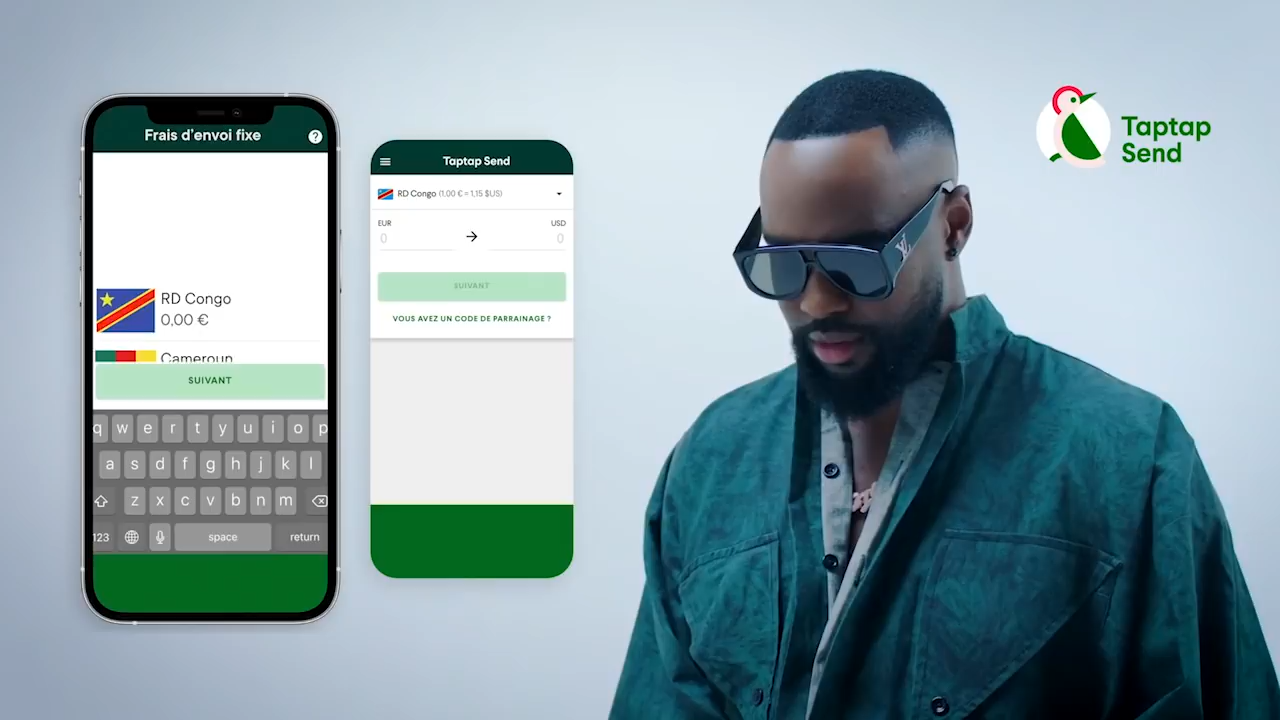 Frais d'envoi fixe
?
RD Congo
0,00 €
Cameroun
SUIVANT
q w e r t y u i o p
a s d f g h j k l
z x c v b n m
123 space return
Taptap Send
RD Congo (1,00 € = 1,15 $US)
EUR USD
0 0
SUIVANT
VOUS AVEZ UN CODE DE PARRAINAGE ?
LV
Taptap
Send